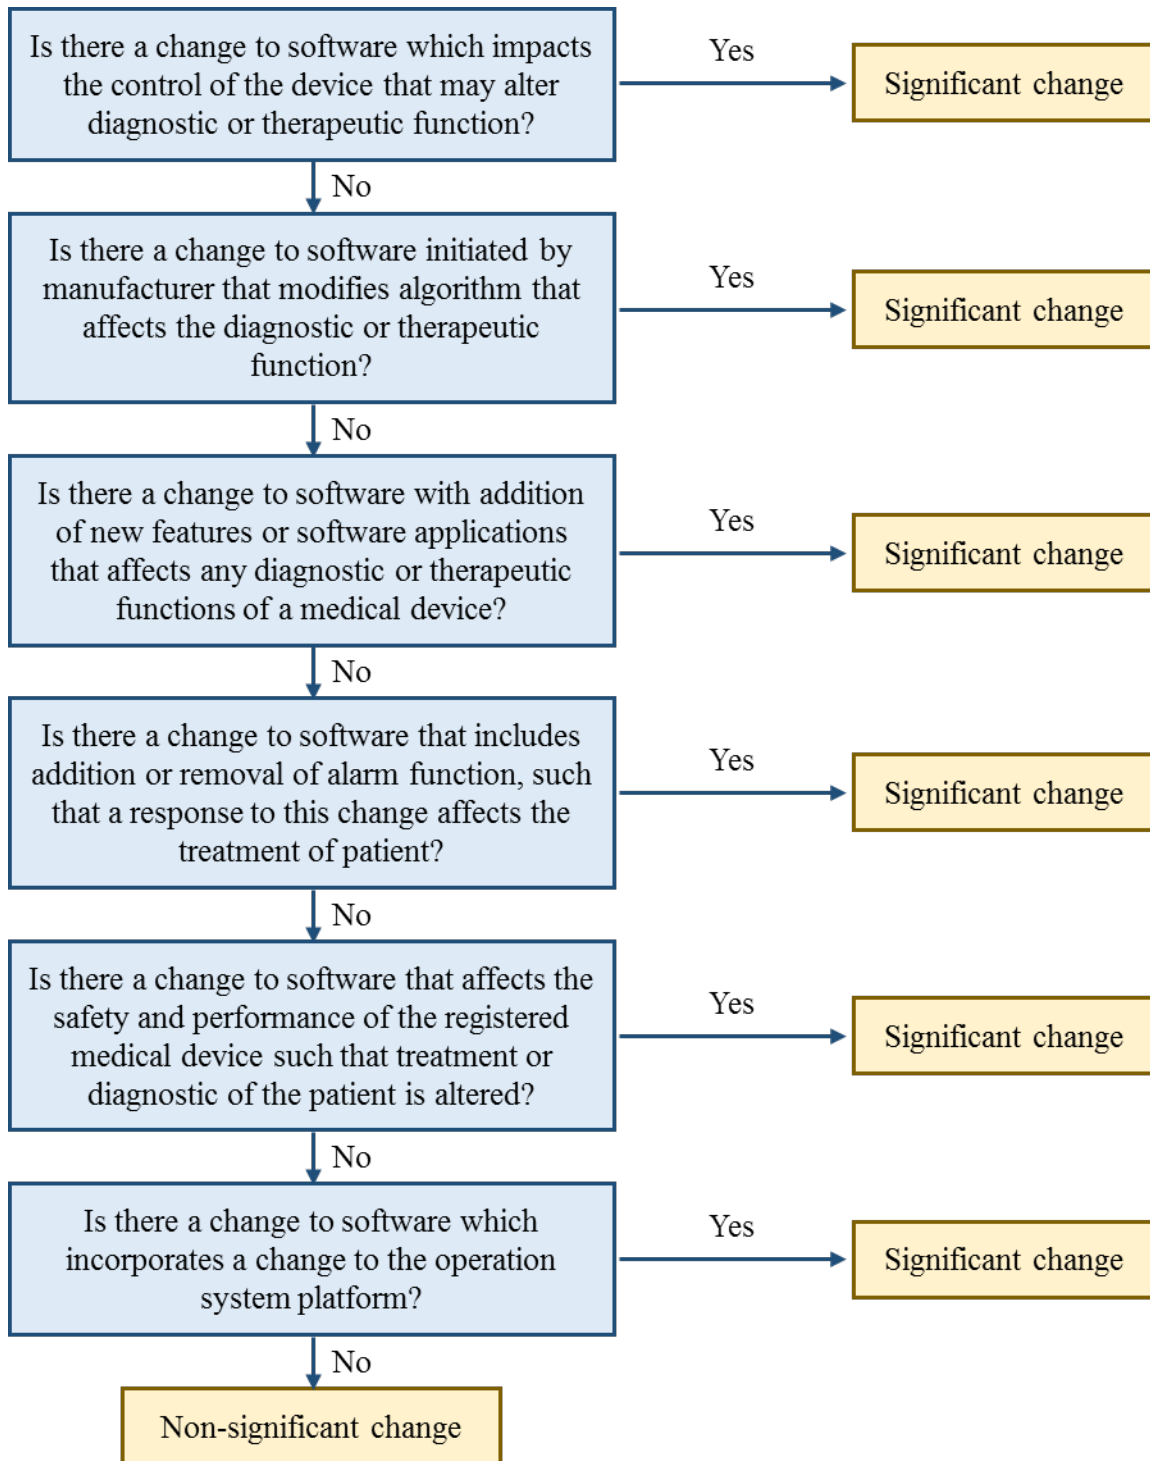 Is there a change to software which impacts
the control of the device that may alter
diagnostic or therapeutic function?
Yes
Significant change
No
Is there a change to software initiated by
manufacturer that modifies algorithm that
affects the diagnostic or therapeutic
function?
Yes
Significant change
No
Is there a change to software with addition
of new features or software applications
that affects any diagnostic or therapeutic
functions of a medical device?
Yes
Significant change
No
Is there a change to software that includes
addition or removal of alarm function, such
that a response to this change affects the
treatment of patient?
Yes
Significant change
No
Is there a change to software that affects the
safety and performance of the registered
medical device such that treatment or
diagnostic of the patient is altered?
Yes
Significant change
No
Is there a change to software which
incorporates a change to the operation
system platform?
Yes
Significant change
No
Non-significant change